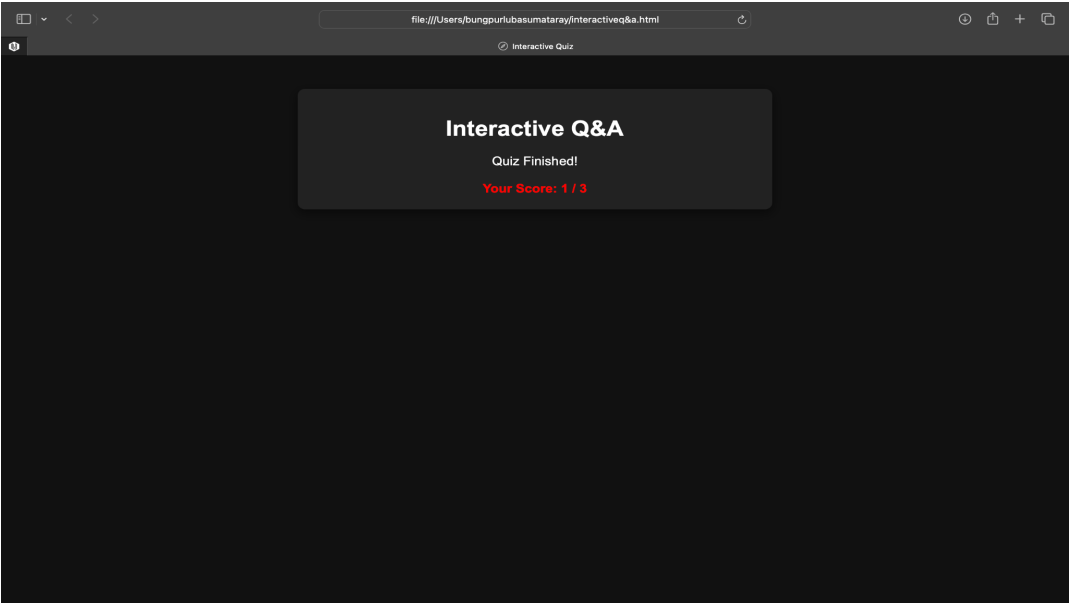 file:///Users/bungpurlubasumataray/interactiveq&a.html
Interactive Quiz
Interactive Q&A
Quiz Finished!
Your Score: 1 / 3